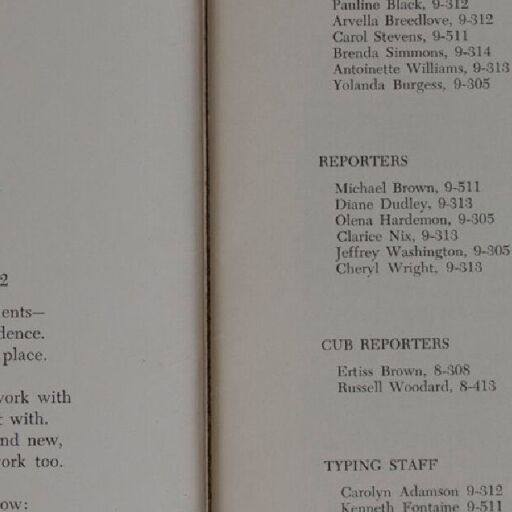 2
ents—
dence.
place.
work with
with.
nd new,
ork too.
ow:
Pauline Black, 9-312
Arvella Breedlove, 9-312
Carol Stevens, 9-511
Brenda Simmons, 9-314
Antoinette Williams, 9-313
Yolanda Burgess, 9-305
REPORTERS
Michael Brown, 9-511
Diane Dudley, 9-313
Olena Hardemon, 9-305
Clarice Nix, 9-313
Jeffrey Washington, 9-305
Cheryl Wright, 9-313
CUB REPORTERS
Ertiss Brown, 8-308
Russell Woodard, 8-413
TYPING STAFF
Carolyn Adamson 9-312
Kenneth Fontaine 9-511